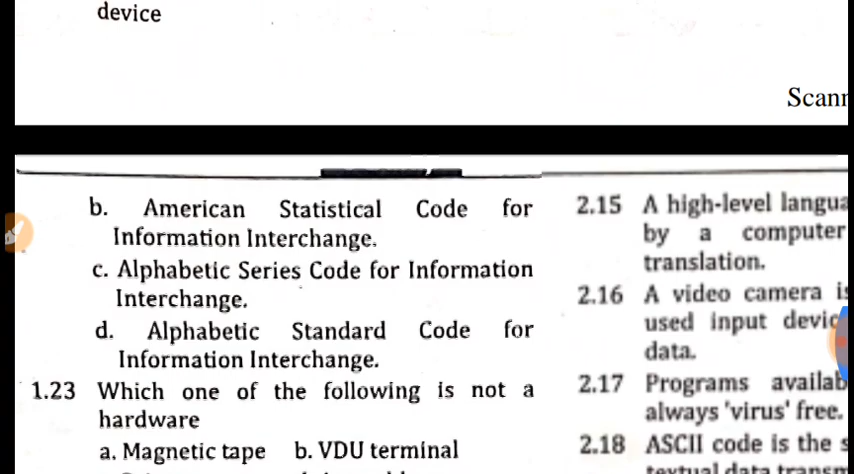 device
b. American Statistical Code for
Information Interchange.
c. Alphabetic Series Code for Information
Interchange.
d. Alphabetic Standard Code for
Information Interchange.
1.23 Which one of the following is not a
hardware
a. Magnetic tape b. VDU terminal
Scann
2.15 A high-level langua
by a computer
translation.
2.16 A video camera is
used input devic
data.
2.17 Programs availab
always 'virus' free.
2.18 ASCII code is the s
textual data transm